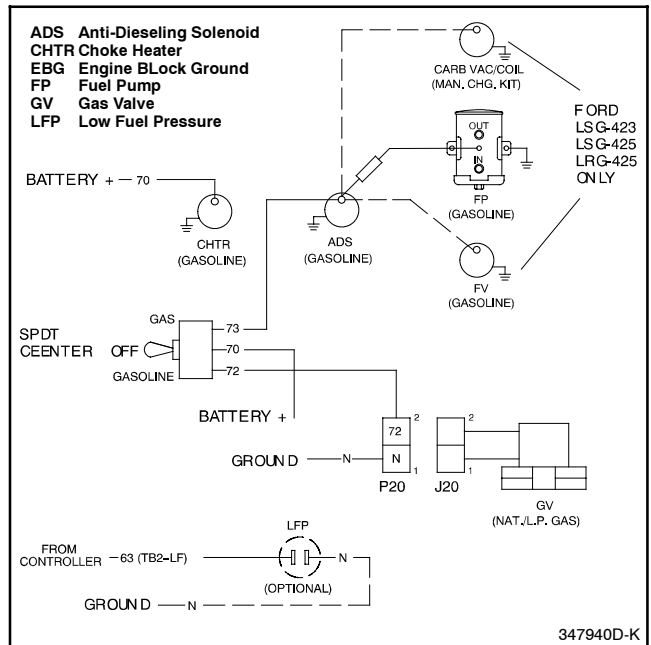 ADS Anti-Dieseling Solenoid
CHTR Choke Heater
EBG Engine BLock Ground
FP Fuel Pump
GV Gas Valve
LFP Low Fuel Pressure
CARB VAC/COIL
(MAN. CHG. KIT)
FORD
LSG-423
LSG-425
LRG-425
ONLY
OUT
IN
FP
(GASOLINE)
BATTERY + 70
CHTR
(GASOLINE)
ADS
(GASOLINE)
FV
(GASOLINE)
SPDT
CEENTER OFF
GAS
GASOLINE
73
70
72
BATTERY +
GROUND N
72 2
N 1
P20
2
1
J20
GV
(NAT./L.P. GAS)
LFP
FROM
CONTROLLER 63 (TB2-LF) N
(OPTIONAL)
GROUND N
347940D-K